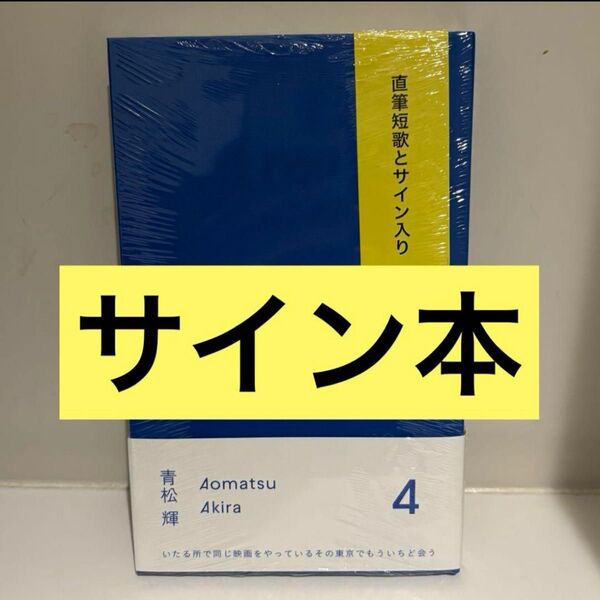 直筆短歌とサイン入り
サイン本
青松 輝
Aomatsu
Akira
4
いたる所で同じ映画をやっているその東京でもういちど会う